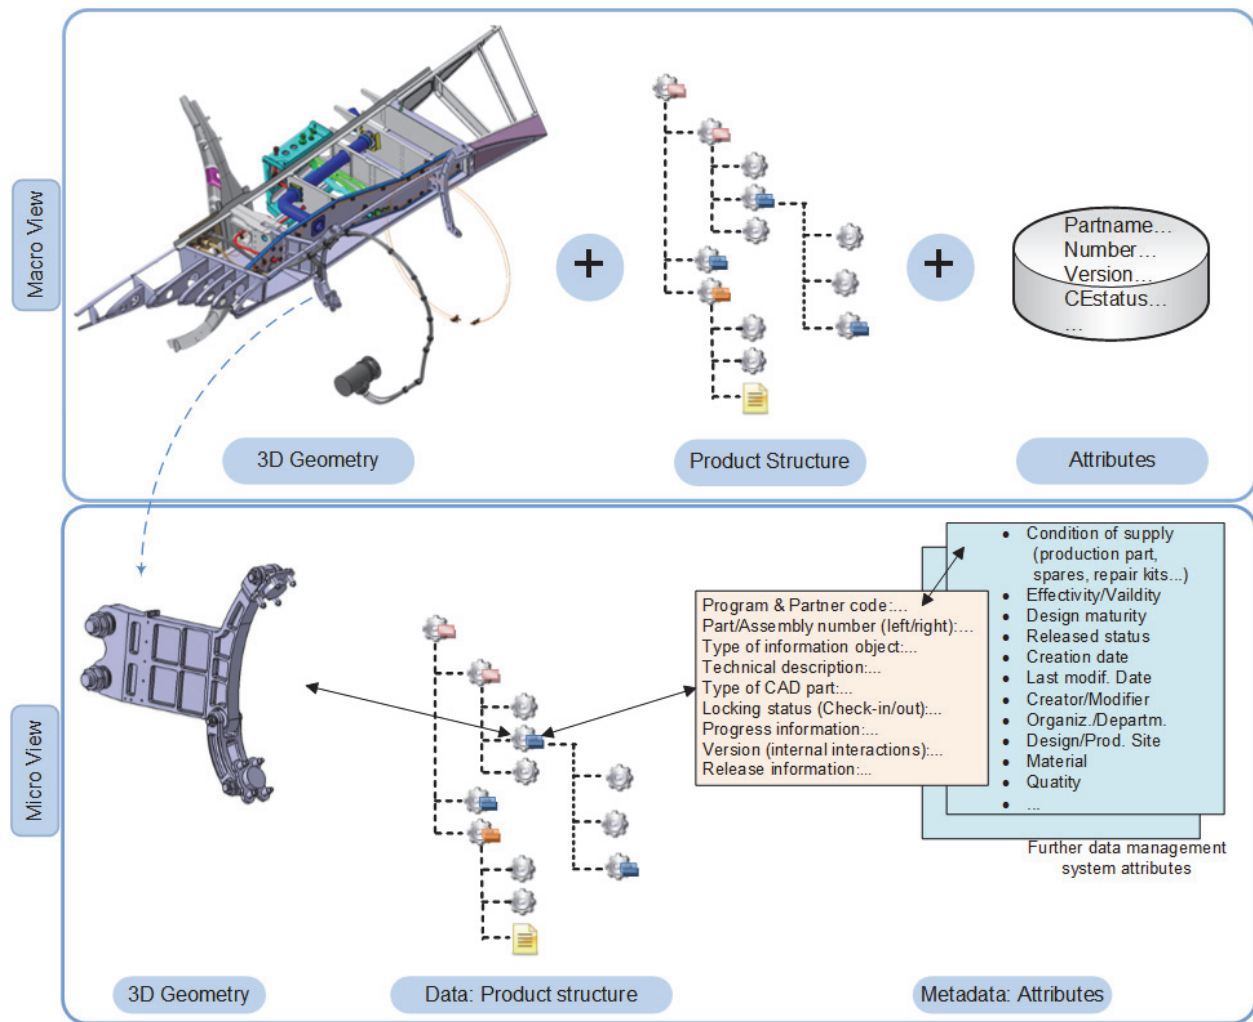 Macro View
+
+
Partname...
Number...
Version...
CEstatus...
...
3D Geometry
Product Structure
Attributes
Micro View
Program & Partner code:...
Part/Assembly number (left/right):...
Type of information object:...
Technical description:...
Type of CAD part:...
Locking status (Check-in/out):...
Progress information:...
Version (internal interactions):...
Release information:...
• Condition of supply
(production part,
spares, repair kits...)
• Effectivity/Vaildity
• Design maturity
• Released status
• Creation date
• Last modif. Date
• Creator/Modifier
• Organiz./Departm.
• Design/Prod. Site
• Material
• Quatity
• ...
Further data management
system attributes
3D Geometry
Data: Product structure
Metadata: Attributes